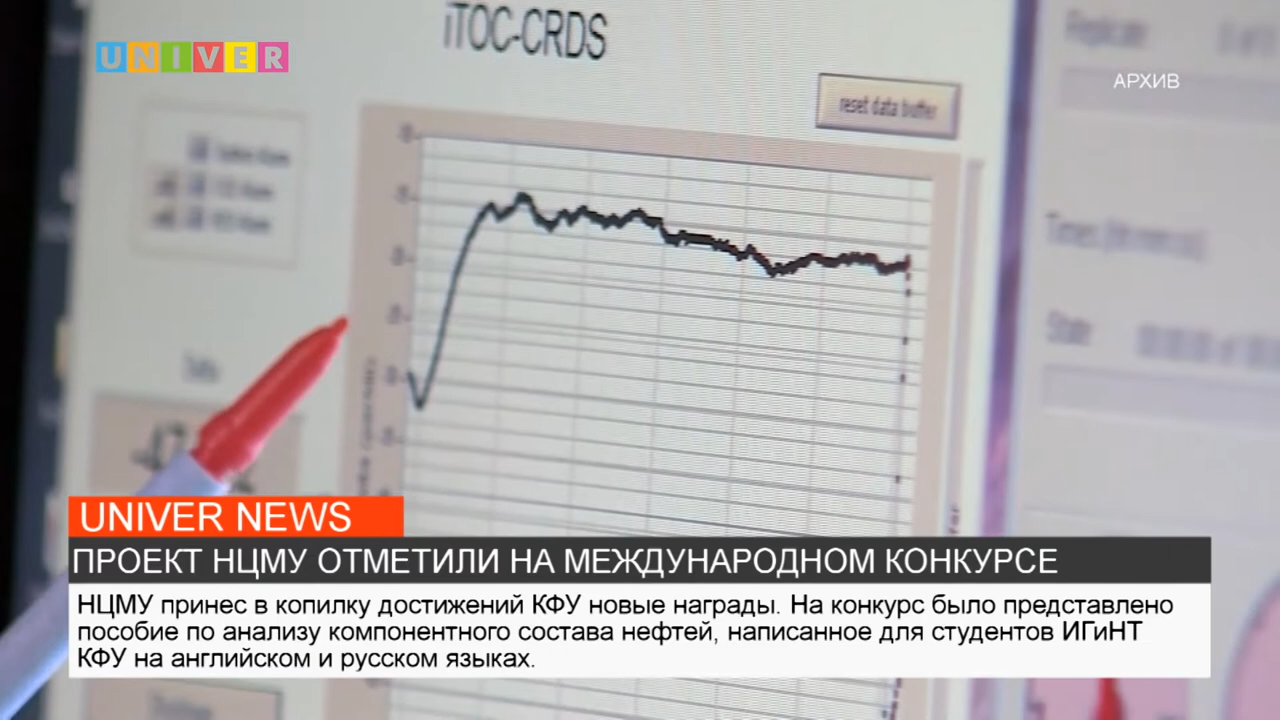 UNIVER
АРХИВ
iTOC-CRDS
reset data buffer
Replicate
State
UNIVER NEWS
ПРОЕКТ НЦМУ ОТМЕТИЛИ НА МЕЖДУНАРОДНОМ КОНКУРСЕ
НЦМУ принес в копилку достижений КФУ новые награды. На конкурс было представлено
пособие по анализу компонентного состава нефтей, написанное для студентов ИГиНТ
КФУ на английском и русском языках.